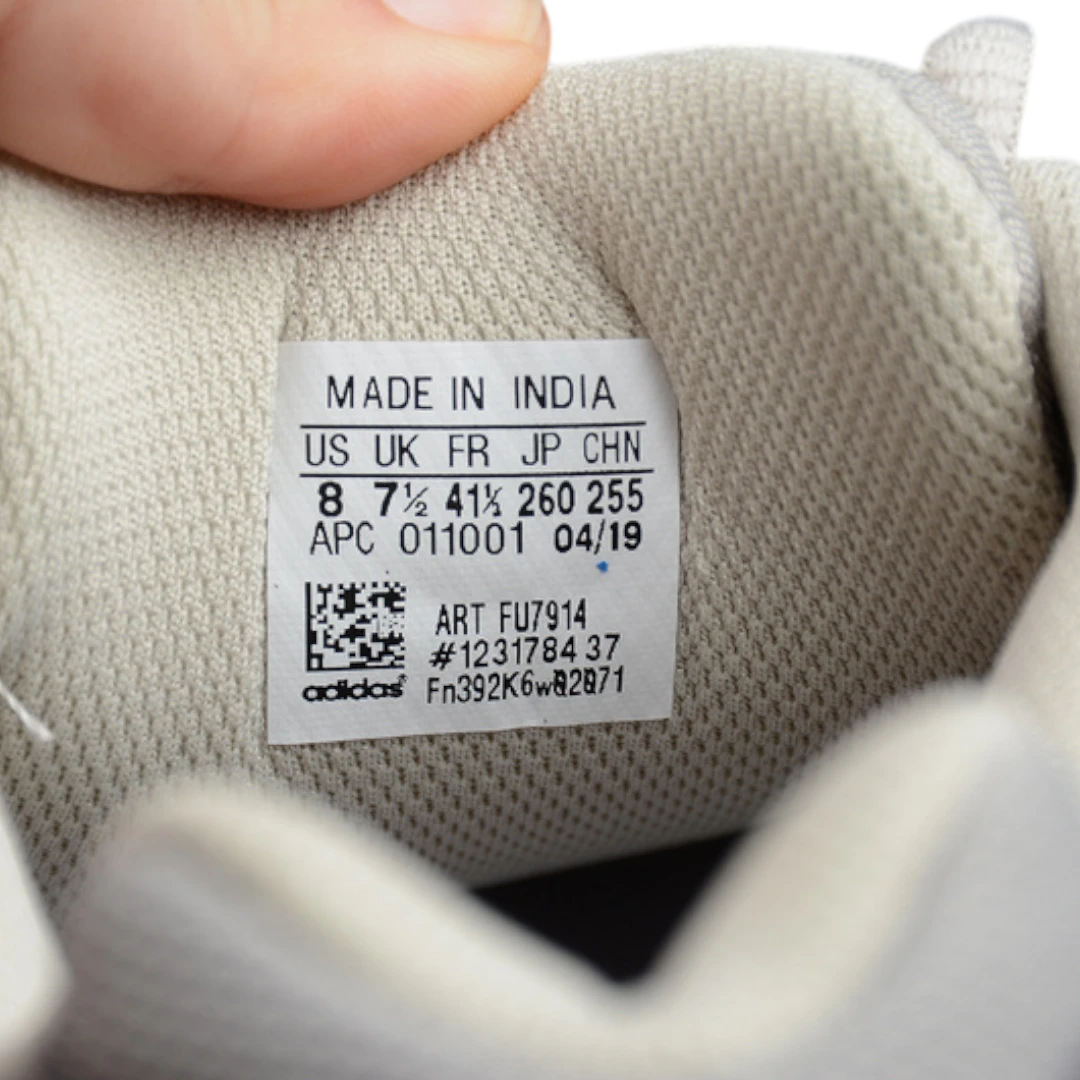 MADE IN INDIA
US UK FR JP CHN
8 7½ 41½ 260 255
APC 011001 04/19
ART FU7914
#1231784 37
adidas